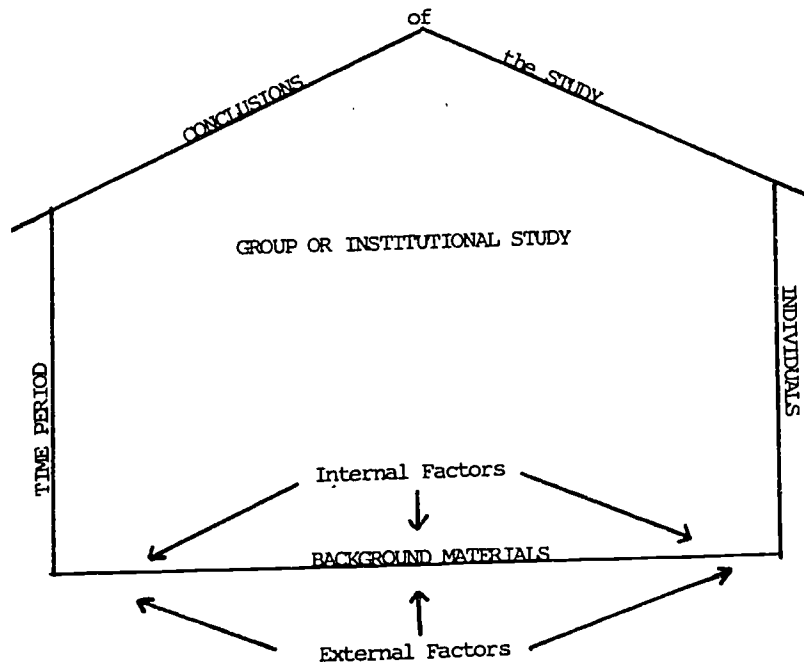 of
CONCLUSIONS
the STUDY
GROUP OR INSTITUTIONAL STUDY
TIME PERIOD
INDIVIDUALS
Internal Factors
BACKGROUND MATERIALS
External Factors